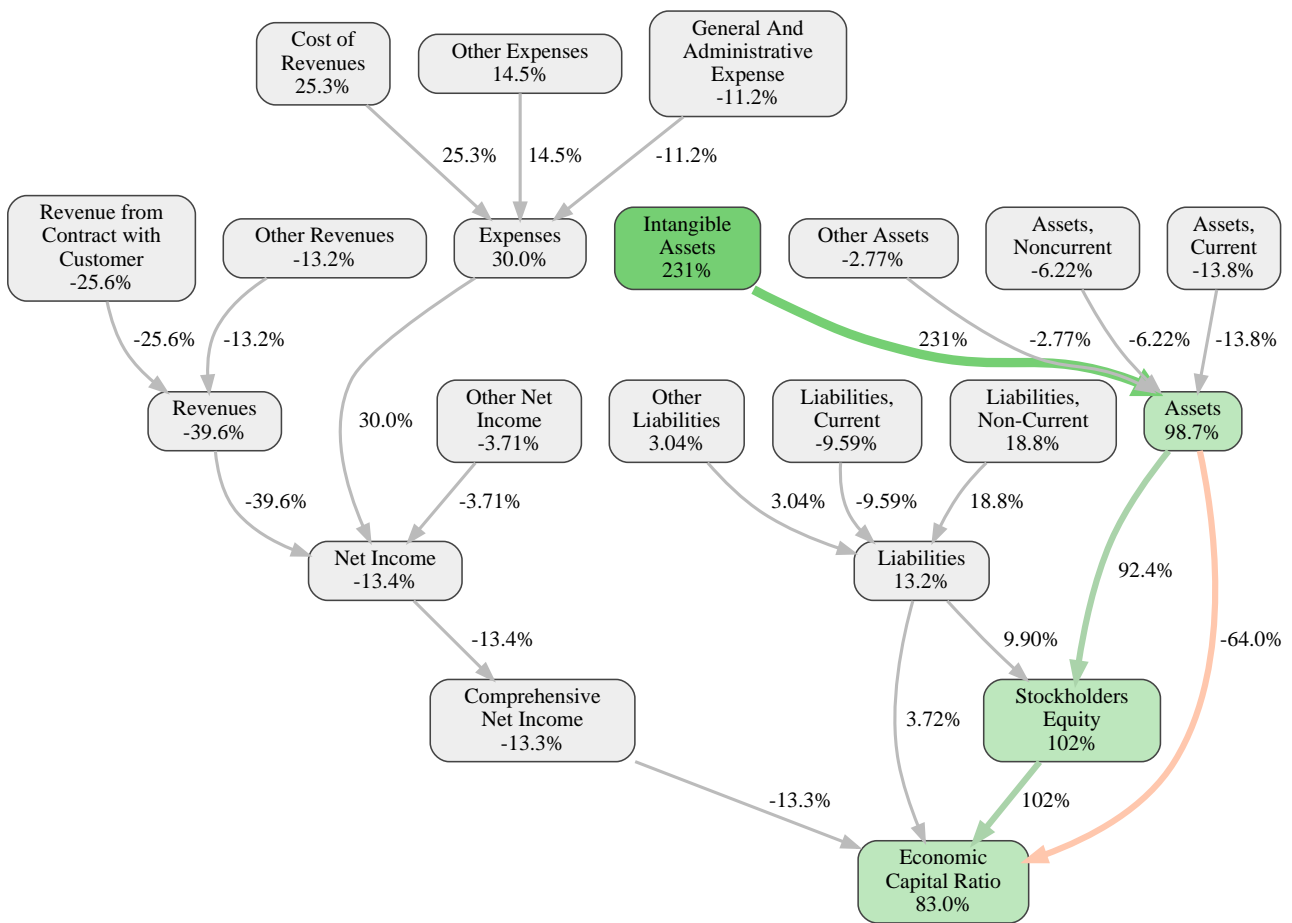 Cost of
Revenues
25.3%
Other Expenses
14.5%
General And
Administrative
Expense
-11.2%
25.3%
14.5%
-11.2%
Revenue from
Contract with
Customer
-25.6%
Other Revenues
-13.2%
Expenses
30.0%
Intangible
Assets
231%
Other Assets
-2.77%
Assets,
Noncurrent
-6.22%
Assets,
Current
-13.8%
-25.6%
-13.2%
231%
-2.77%
-6.22%
-13.8%
Revenues
-39.6%
30.0%
Other Net
Income
-3.71%
Other
Liabilities
3.04%
Liabilities,
Current
-9.59%
Liabilities,
Non-Current
18.8%
Assets
98.7%
-39.6%
-3.71%
3.04%
-9.59%
18.8%
Net Income
-13.4%
Liabilities
13.2%
92.4%
-13.4%
9.90%
-64.0%
Comprehensive
Net Income
-13.3%
3.72%
Stockholders
Equity
102%
-13.3%
102%
Economic
Capital Ratio
83.0%